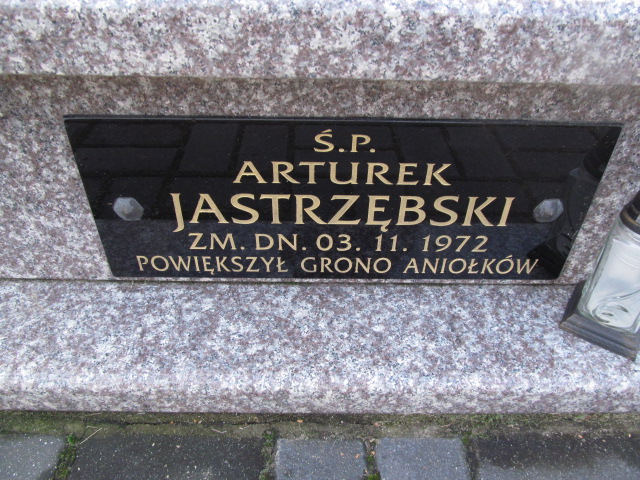 Ś.P.
ARTUREK
JASTRZĘBSKI
ZM. DN. 03. 11. 1972
POWIĘKSZYŁ GRONO ANIOŁKÓW